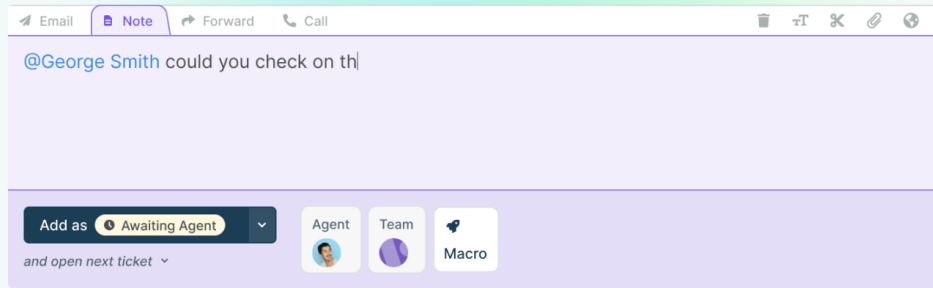 Email Note Forward Call
@George Smith could you check on th
Add as Awaiting Agent
Agent Team
Macro
and open next ticket